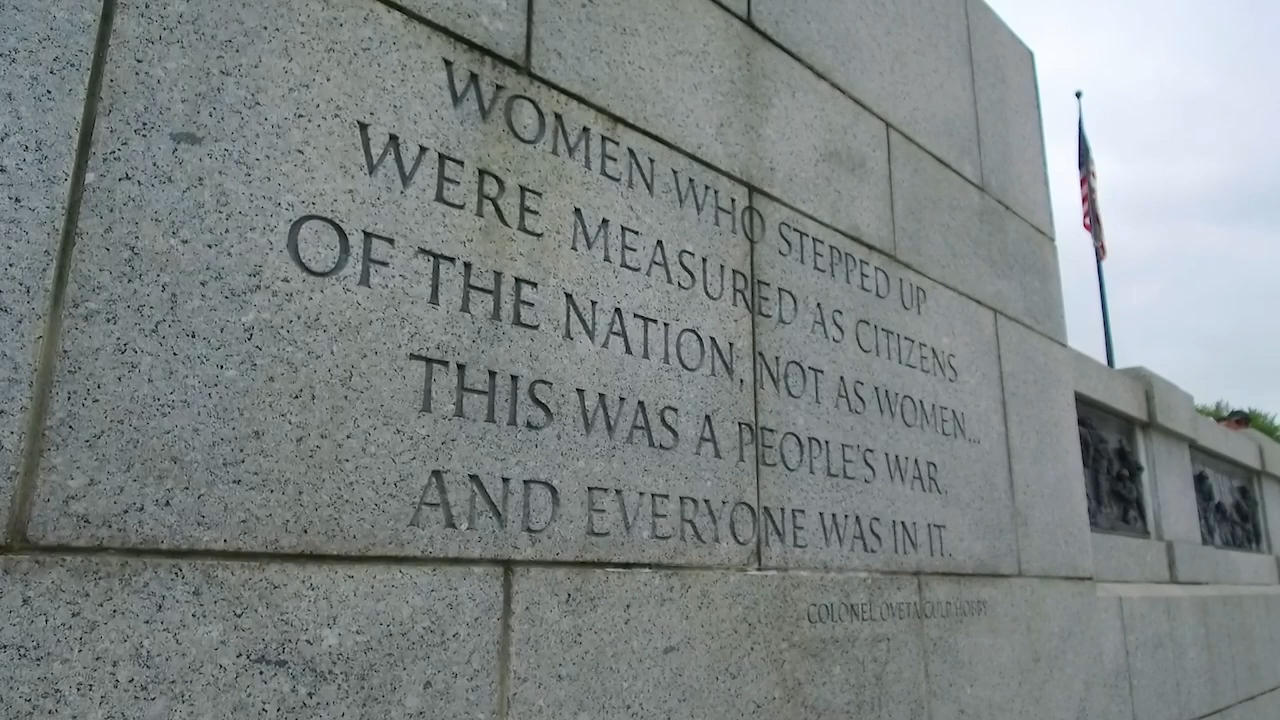 WOMEN WHO STEPPED UP
WERE MEASURED AS CITIZENS
OF THE NATION, NOT AS WOMEN...
THIS WAS A PEOPLE'S WAR,
AND EVERYONE WAS IN IT.
COLONEL OVETA CULP HOBBY